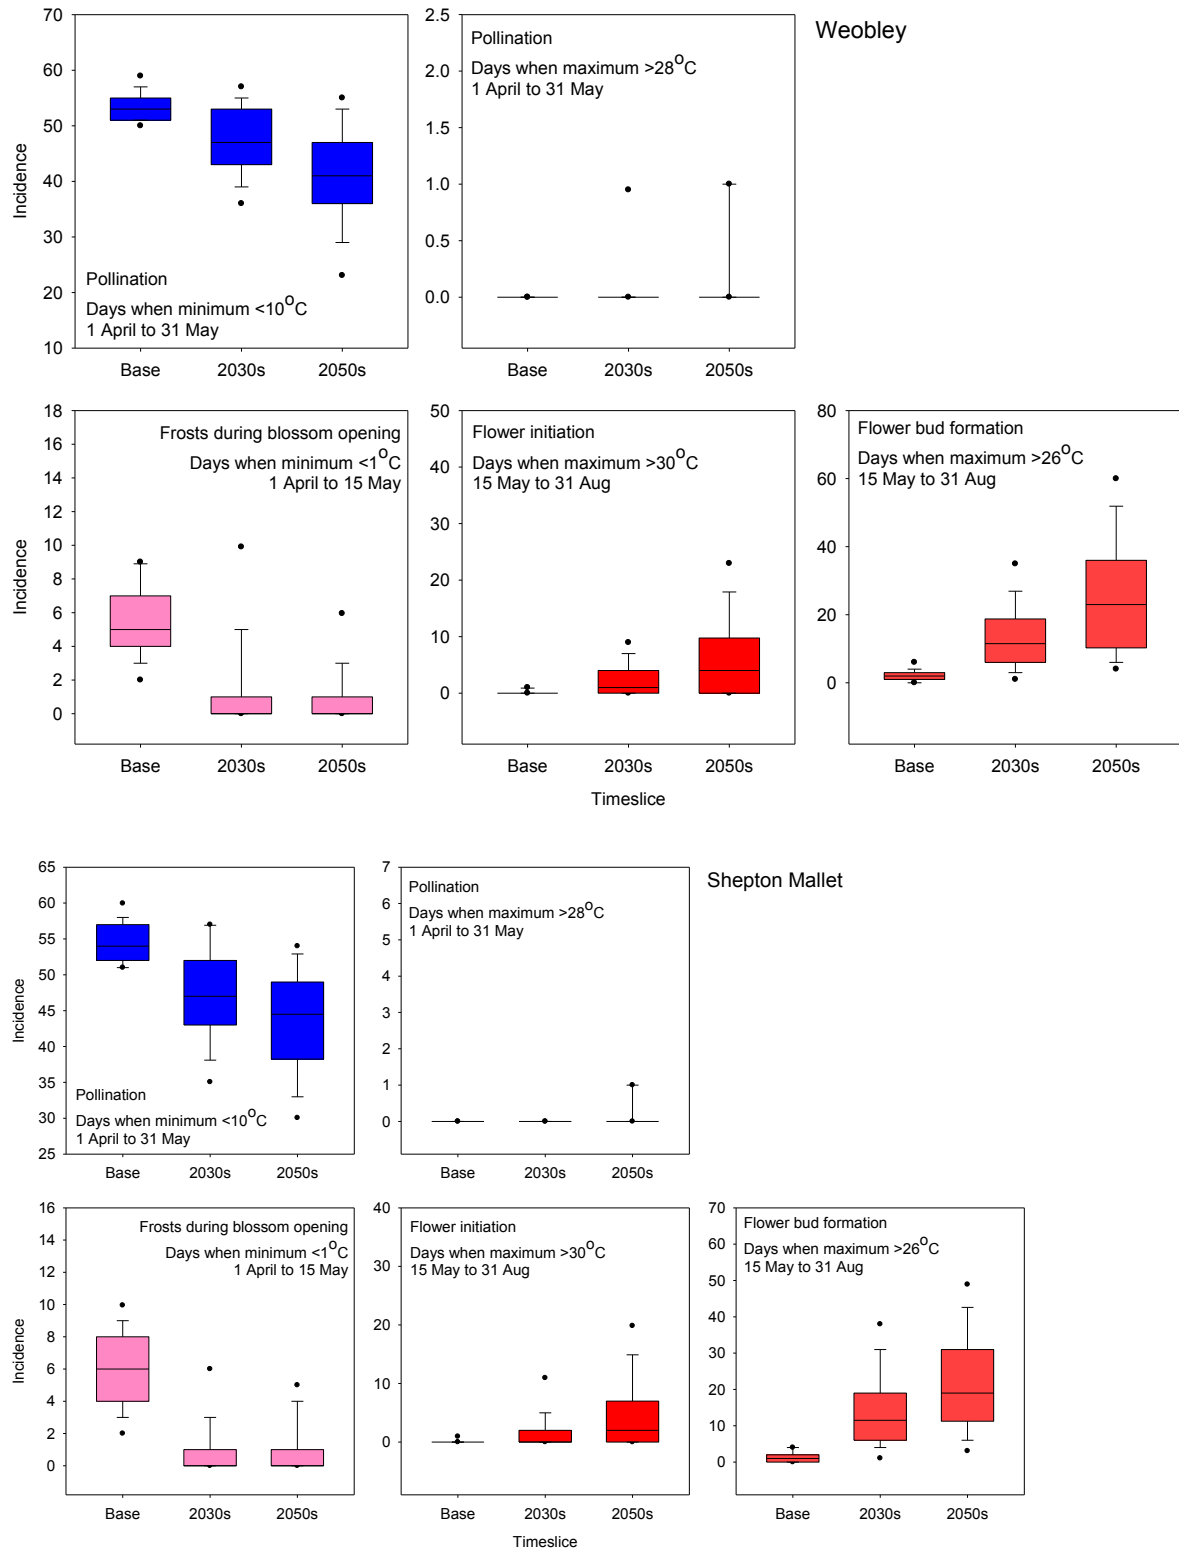 Weobley
60
50
40
30
20
10
Incidence
Pollination
Days when minimum <10°C
1 April to 31 May
Base 2030s 2050s
2.5
2.0
1.5
1.0
0.5
0.0
Pollination
Days when maximum >28°C
1 April to 31 May
Base 2030s 2050s
18
16
14
12
10
8
6
4
2
0
Incidence
Frosts during blossom opening
Days when minimum <1°C
1 April to 15 May
Base 2030s 2050s
50
40
30
20
10
0
Flower initiation
Days when maximum >30°C
15 May to 31 Aug
Base 2030s 2050s
Timeslice
80
60
40
20
0
Flower bud formation
Days when maximum >26°C
15 May to 31 Aug
Base 2030s 2050s
Shepton Mallet
65
60
55
50
45
40
35
30
25
Incidence
Pollination
Days when minimum <10°C
1 April to 31 May
Base 2030s 2050s
7
6
5
4
3
2
1
0
Pollination
Days when maximum >28°C
1 April to 31 May
Base 2030s 2050s
16
14
12
10
8
6
4
2
0
Incidence
Frosts during blossom opening
Days when minimum <1°C
1 April to 15 May
Base 2030s 2050s
40
30
20
10
0
Flower initiation
Days when maximum >30°C
15 May to 31 Aug
Base 2030s 2050s
Timeslice
70
60
50
40
30
20
10
0
Flower bud formation
Days when maximum >26°C
15 May to 31 Aug
Base 2030s 2050s